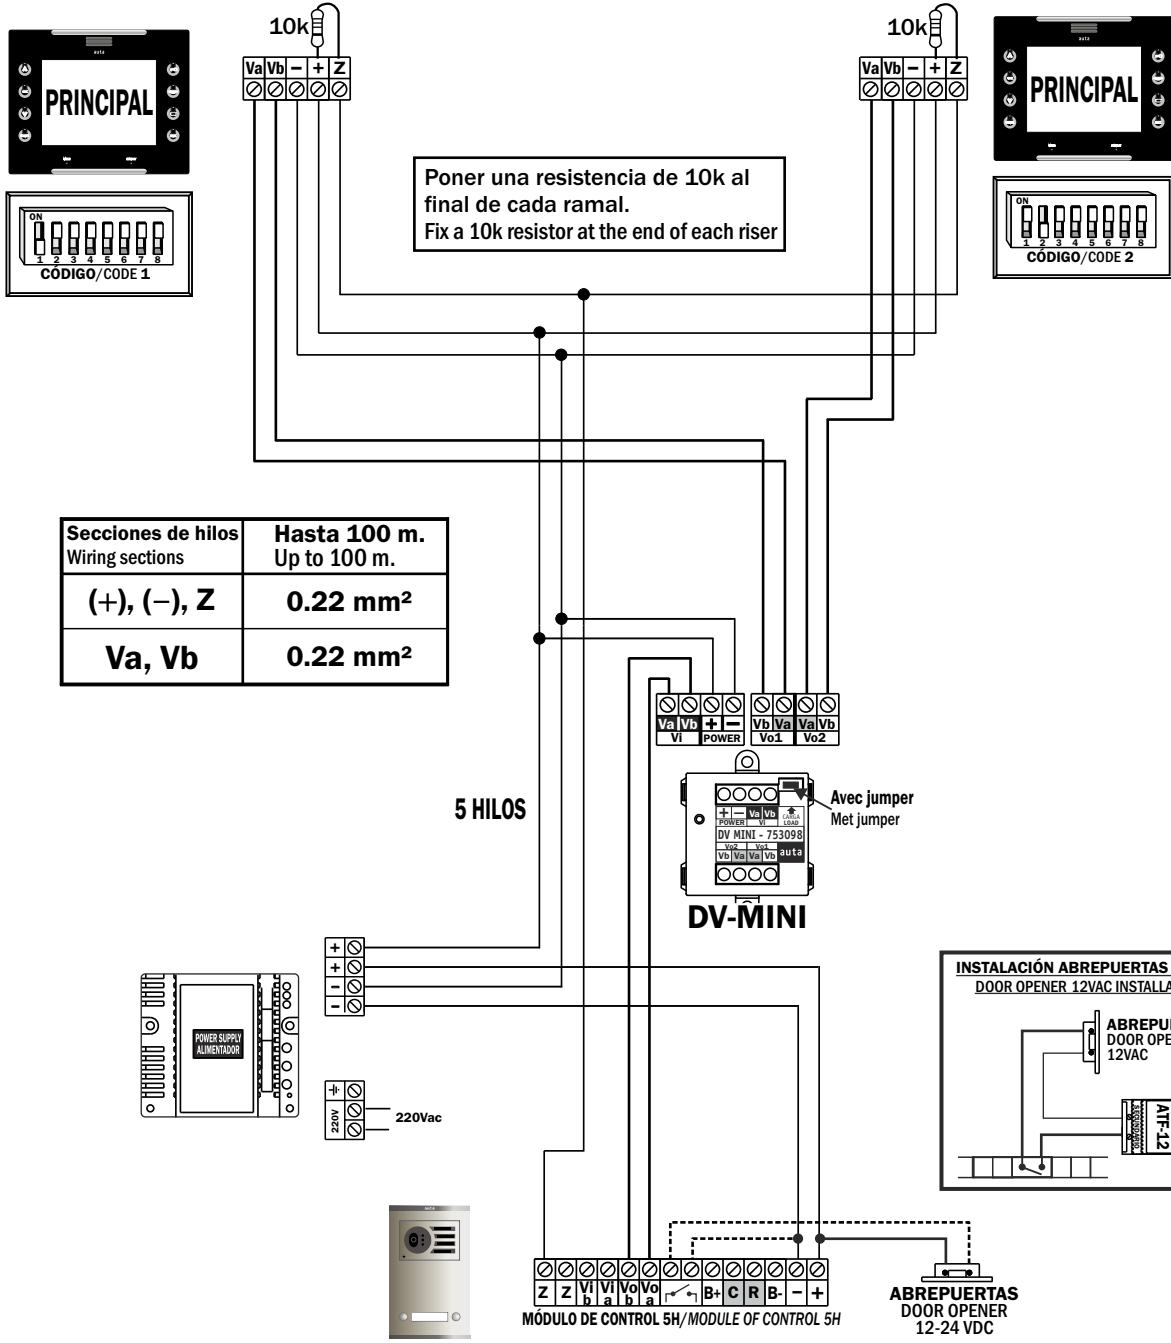 10k
10k
auta
PRINCIPAL
Va Vb − + Z
Va Vb − + Z
auta
PRINCIPAL
Poner una resistencia de 10k al
final de cada ramal.
Fix a 10k resistor at the end of each riser
ON
1 2 3 4 5 6 7 8
CÓDIGO/CODE 1
ON
1 2 3 4 5 6 7 8
CÓDIGO/CODE 2
Secciones de hilos
Wiring sections
Hasta 100 m.
Up to 100 m.
(+), (−), Z
0.22 mm²
Va, Vb
0.22 mm²
Va Vb + −
Vi POWER
Vb Va Va Vb
Vo1 Vo2
5 HILOS
Avec jumper
Met jumper
+ − Va Vb
POWER Vi
CARGA
LOAD
DV MINI - 753098
Vo2 Vo1
Vb Va Va Vb
auta
DV-MINI
+
+
−
−
POWER SUPPLY
ALIMENTADOR
220V
220Vac
INSTALACIÓN ABREPUERTAS
DOOR OPENER 12VAC INSTALLA
ABREPU
DOOR OPE
12VAC
ATF-12
SEGUNDARIO
auta
Z Z Vi b Vi a Vo b Vo a B+ C R B- − +
MÓDULO DE CONTROL 5H/MODULE OF CONTROL 5H
ABREPUERTAS
DOOR OPENER
12-24 VDC